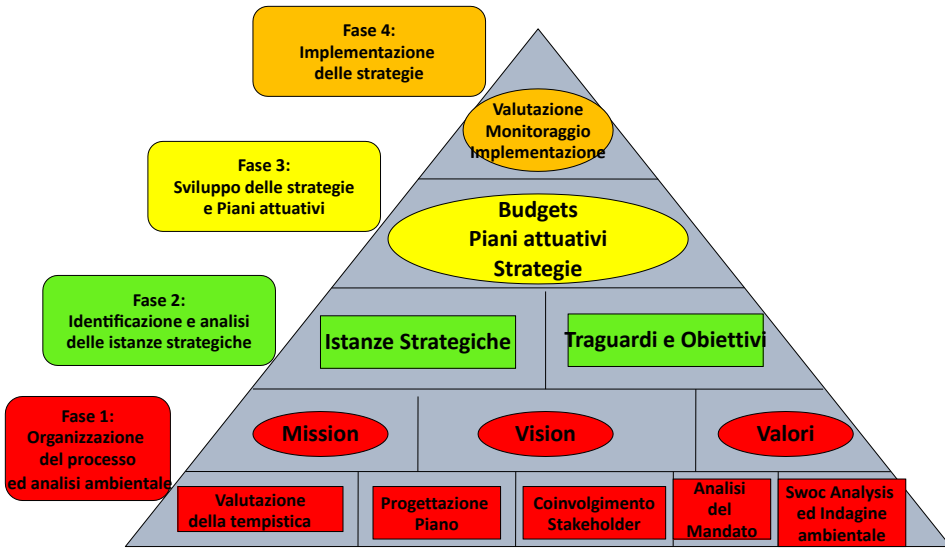 Fase 4:
Implementazione
delle strategie
Valutazione
Monitoraggio
Implementazione
Fase 3:
Sviluppo delle strategie
e Piani attuativi
Budgets
Piani attuativi
Strategie
Fase 2:
Identificazione e analisi
delle istanze strategiche
Istanze Strategiche
Traguardi e Obiettivi
Fase 1:
Organizzazione
del processo
ed analisi ambientale
Mission
Vision
Valori
Valutazione
della tempistica
Progettazione
Piano
Coinvolgimento
Stakeholder
Analisi
del
Mandato
Swoc Analysis
ed Indagine
ambientale